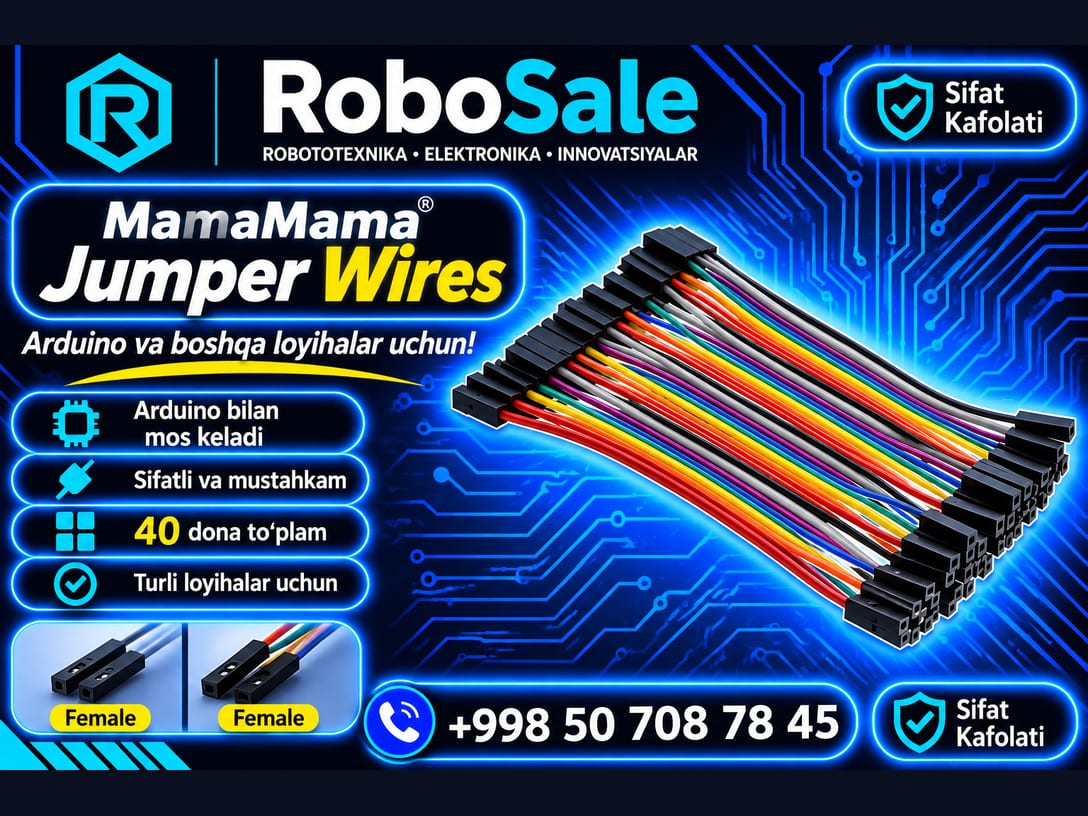 R
RoboSale
ROBOTOTEXNIKA • ELEKTRONIKA • INNOVATSIYALAR
Sifat
Kafolati
MamaMama®
Jumper Wires
Arduino va boshqa loyihalar uchun!
Arduino bilan
mos keladi
Sifatli va mustahkam
40 dona to‘plam
Turli loyihalar uchun
Female
Female
+998 50 708 78 45
Sifat
Kafolati